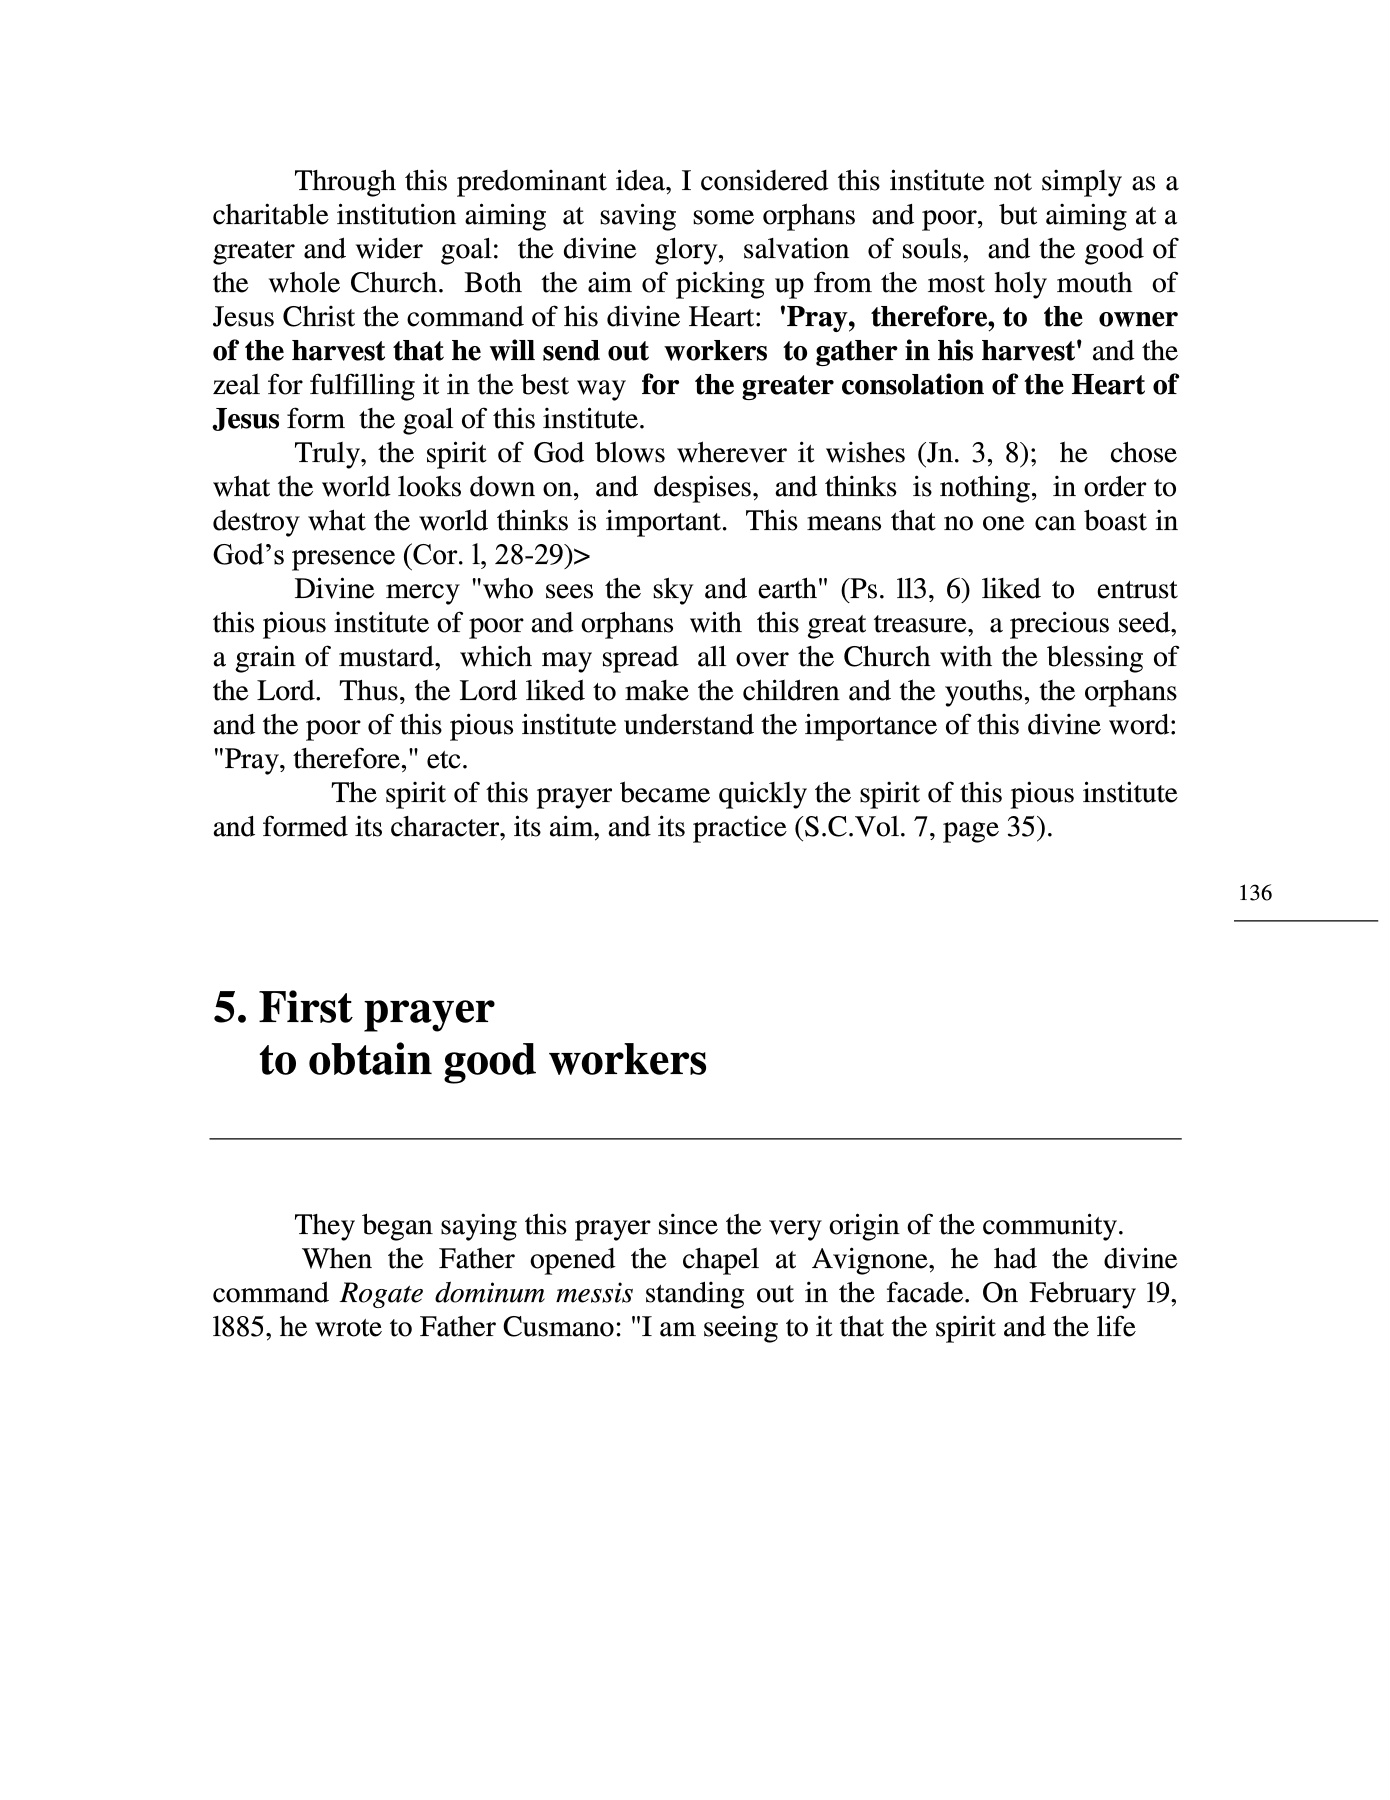 Through this predominant idea, I considered this institute not simply as a
charitable institution aiming at saving some orphans and poor, but aiming at a
greater and wider goal: the divine glory, salvation of souls, and the good of
the whole Church. Both the aim of picking up from the most holy mouth of
Jesus Christ the command of his divine Heart: 'Pray, therefore, to the owner
of the harvest that he will send out workers to gather in his harvest' and the
zeal for fulfilling it in the best way for the greater consolation of the Heart of
Jesus form the goal of this institute.
Truly, the spirit of God blows wherever it wishes (Jn. 3, 8); he chose
what the world looks down on, and despises, and thinks is nothing, in order to
destroy what the world thinks is important. This means that no one can boast in
God’s presence (Cor. l, 28-29)>
Divine mercy "who sees the sky and earth" (Ps. ll3, 6) liked to entrust
this pious institute of poor and orphans with this great treasure, a precious seed,
a grain of mustard, which may spread all over the Church with the blessing of
the Lord. Thus, the Lord liked to make the children and the youths, the orphans
and the poor of this pious institute understand the importance of this divine word:
"Pray, therefore," etc.
The spirit of this prayer became quickly the spirit of this pious institute
and formed its character, its aim, and its practice (S.C.Vol. 7, page 35).
136
5. First prayer
to obtain good workers
They began saying this prayer since the very origin of the community.
When the Father opened the chapel at Avignone, he had the divine
command Rogate dominum messis standing out in the facade. On February l9,
l885, he wrote to Father Cusmano: "I am seeing to it that the spirit and the life